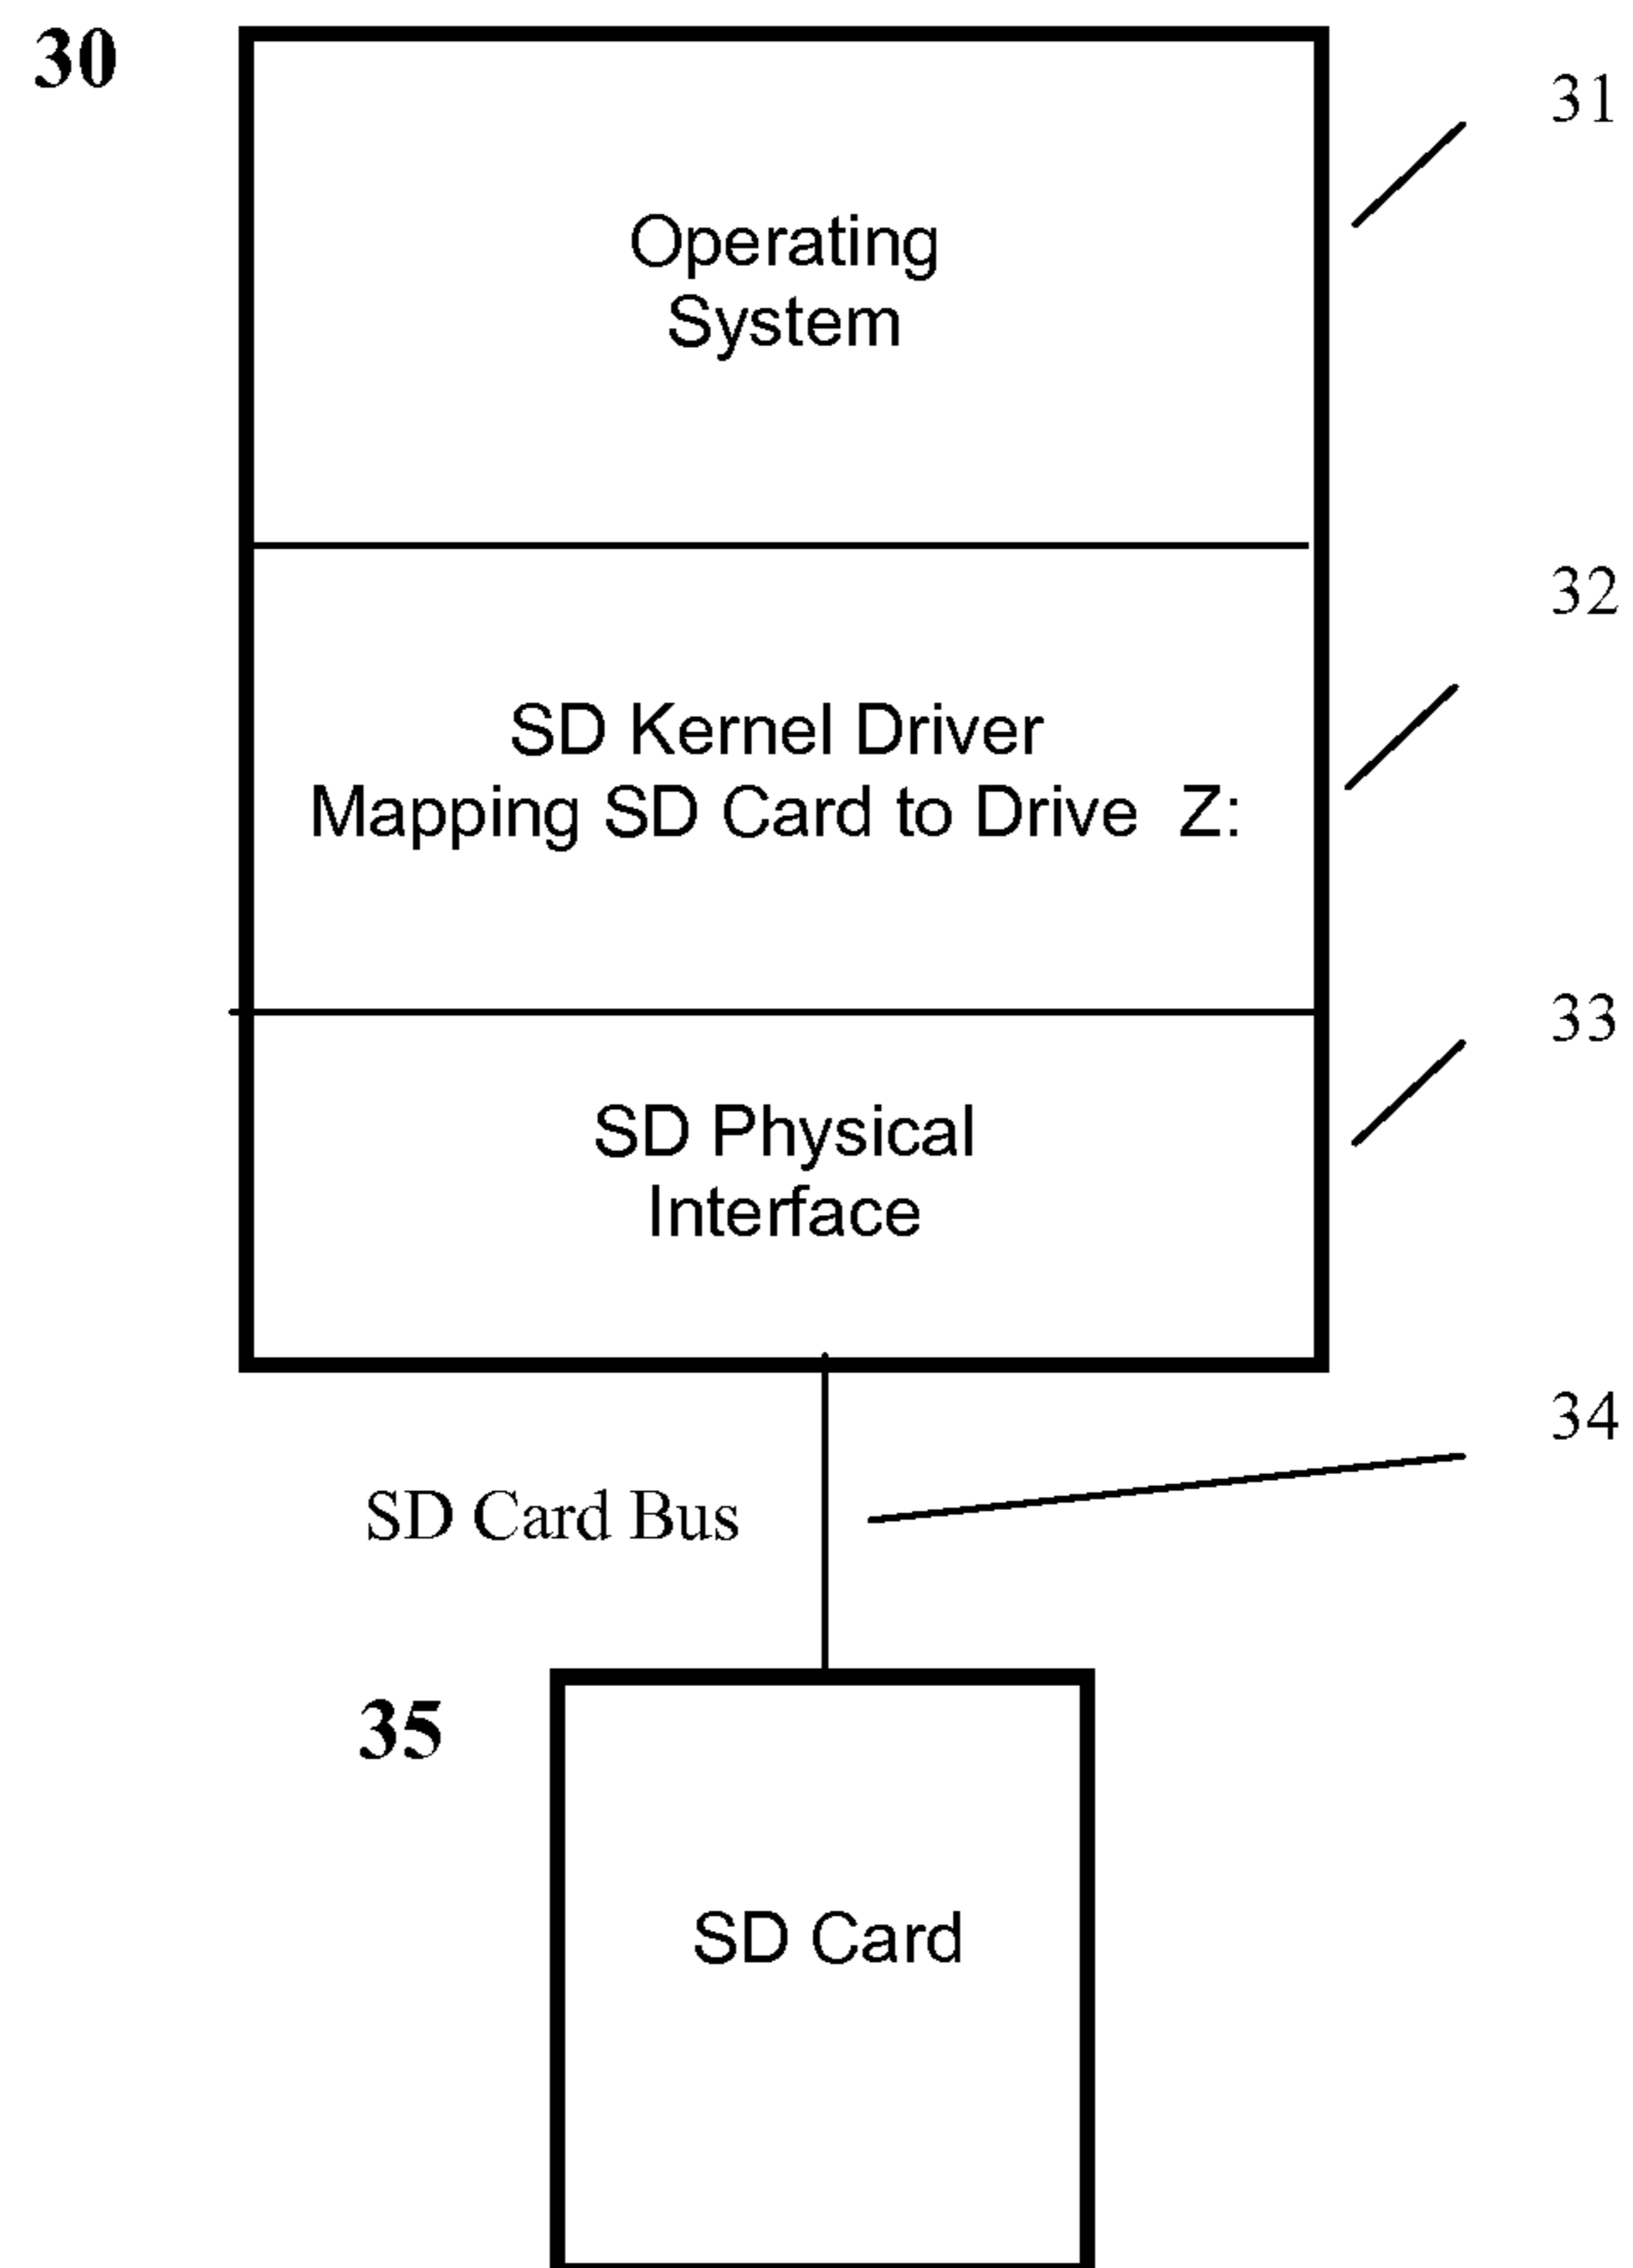 30
31
Operating
System
32
SD Kernel Driver
Mapping SD Card to Drive Z:
33
SD Physical
Interface
34
SD Card Bus
35
SD Card